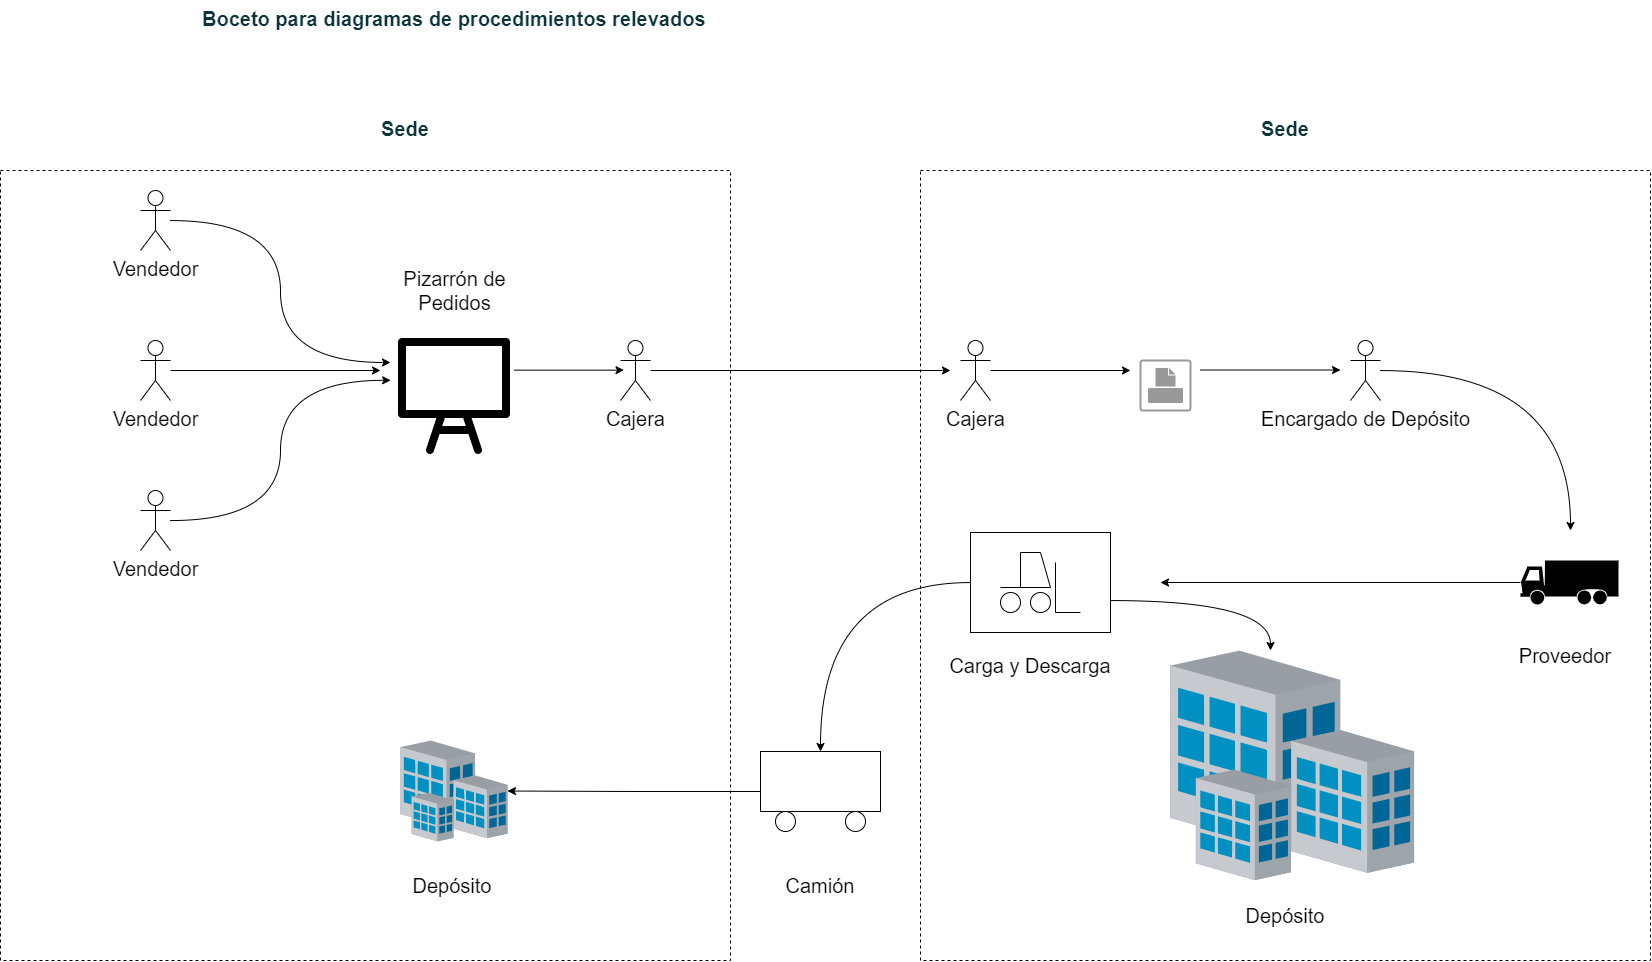 Boceto para diagramas de procedimientos relevados
Sede
Sede
Vendedor
Pizarrón de
Pedidos
Vendedor
Cajera
Cajera
Encargado de Depósito
Vendedor
Carga y Descarga
Proveedor
Depósito
Camión
Depósito